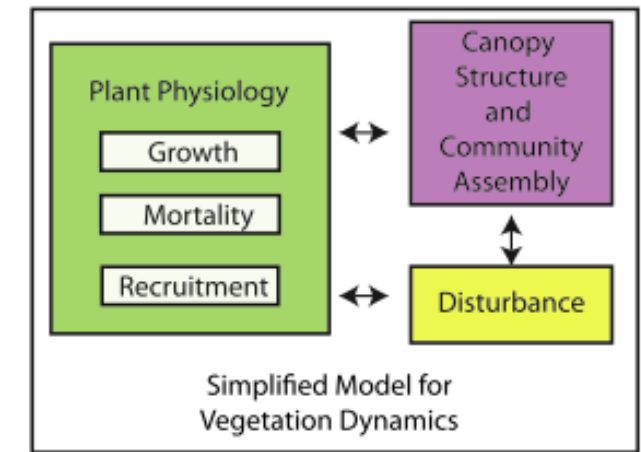 Plant Physiology
Growth
Mortality
Recruitment
Canopy
Structure
and
Community
Assembly
Disturbance
Simplified Model for
Vegetation Dynamics